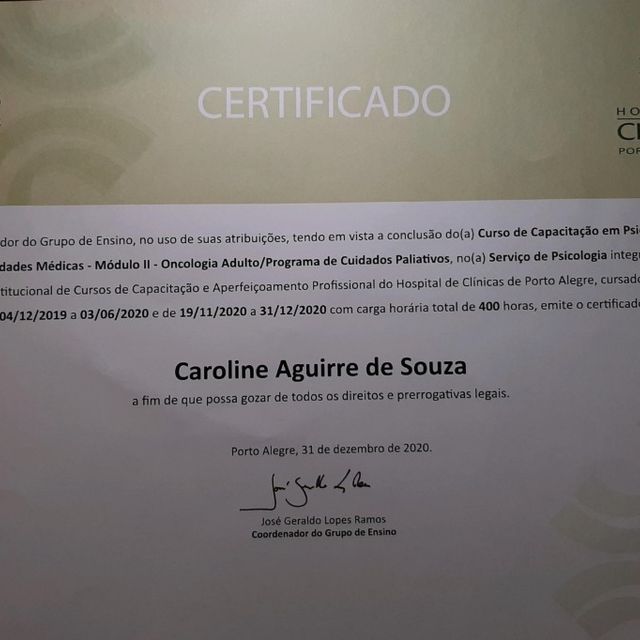 CERTIFICADO
HO
CL
POR
dor do Grupo de Ensino, no uso de suas atribuições, tendo em vista a conclusão do(a) Curso de Capacitação em Psic
dades Médicas - Módulo II - Oncologia Adulto/Programa de Cuidados Paliativos, no(a) Serviço de Psicologia integ
titucional de Cursos de Capacitação e Aperfeiçoamento Profissional do Hospital de Clínicas de Porto Alegre, cursado
04/12/2019 a 03/06/2020 e de 19/11/2020 a 31/12/2020 com carga horária total de 400 horas, emite o certificado
Caroline Aguirre de Souza
a fim de que possa gozar de todos os direitos e prerrogativas legais.
Porto Alegre, 31 de dezembro de 2020.
José Geraldo Lopes Ramos
Coordenador do Grupo de Ensino